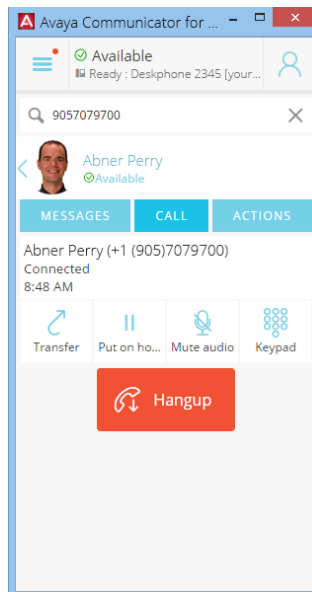 Avaya Communicator for ...
Available
Ready : Deskphone 2345 [your...
9057079700
Abner Perry
Available
MESSAGES CALL ACTIONS
Abner Perry (+1 (905)7079700)
Connected
8:48 AM
Transfer Put on ho... Mute audio Keypad
Hangup